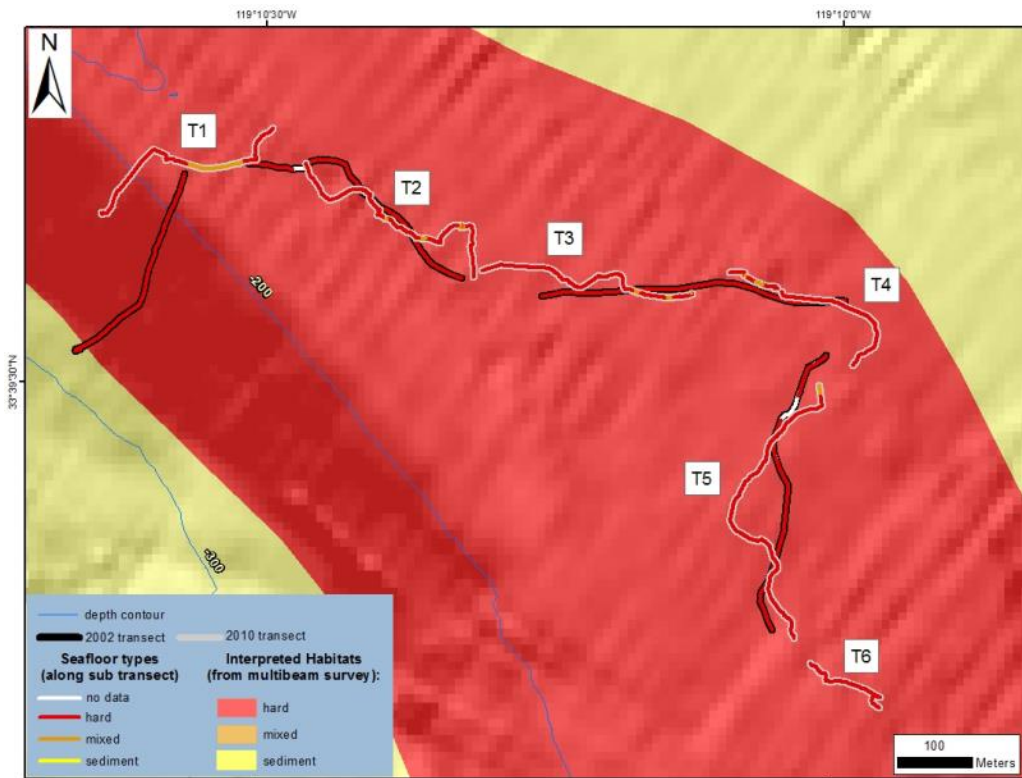 119°10'30"W
119°10'0"W
N
T1
T2
T3
T4
-200
33°39'30"N
T5
-300
T6
depth contour
2002 transect 2010 transect
Seafloor types Interpreted Habitats
(along sub transect) (from multibeam survey):
no data
hard hard
mixed mixed
sediment sediment
100
Meters